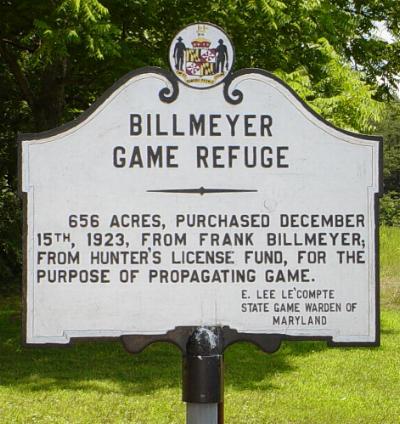 BILLMEYER
GAME REFUGE
656 ACRES, PURCHASED DECEMBER
15TH, 1923, FROM FRANK BILLMEYER,
FROM HUNTER'S LICENSE FUND, FOR THE
PURPOSE OF PROPAGATING GAME.
E. LEE LE'COMPTE
STATE GAME WARDEN OF
MARYLAND